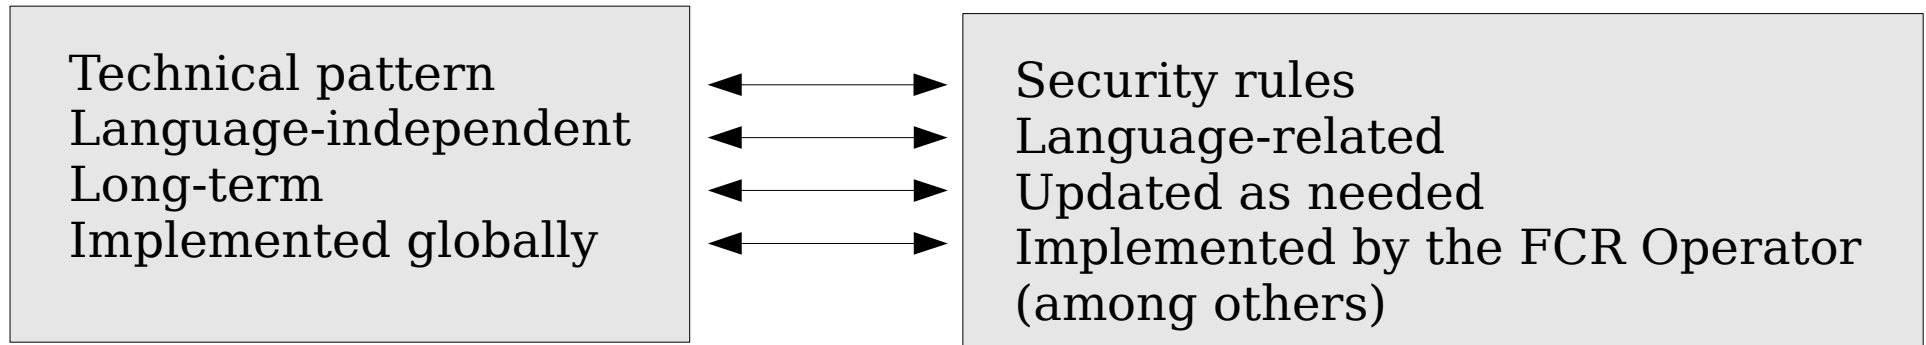 Technical pattern
Language-independent
Long-term
Implemented globally
Security rules
Language-related
Updated as needed
Implemented by the FCR Operator
(among others)